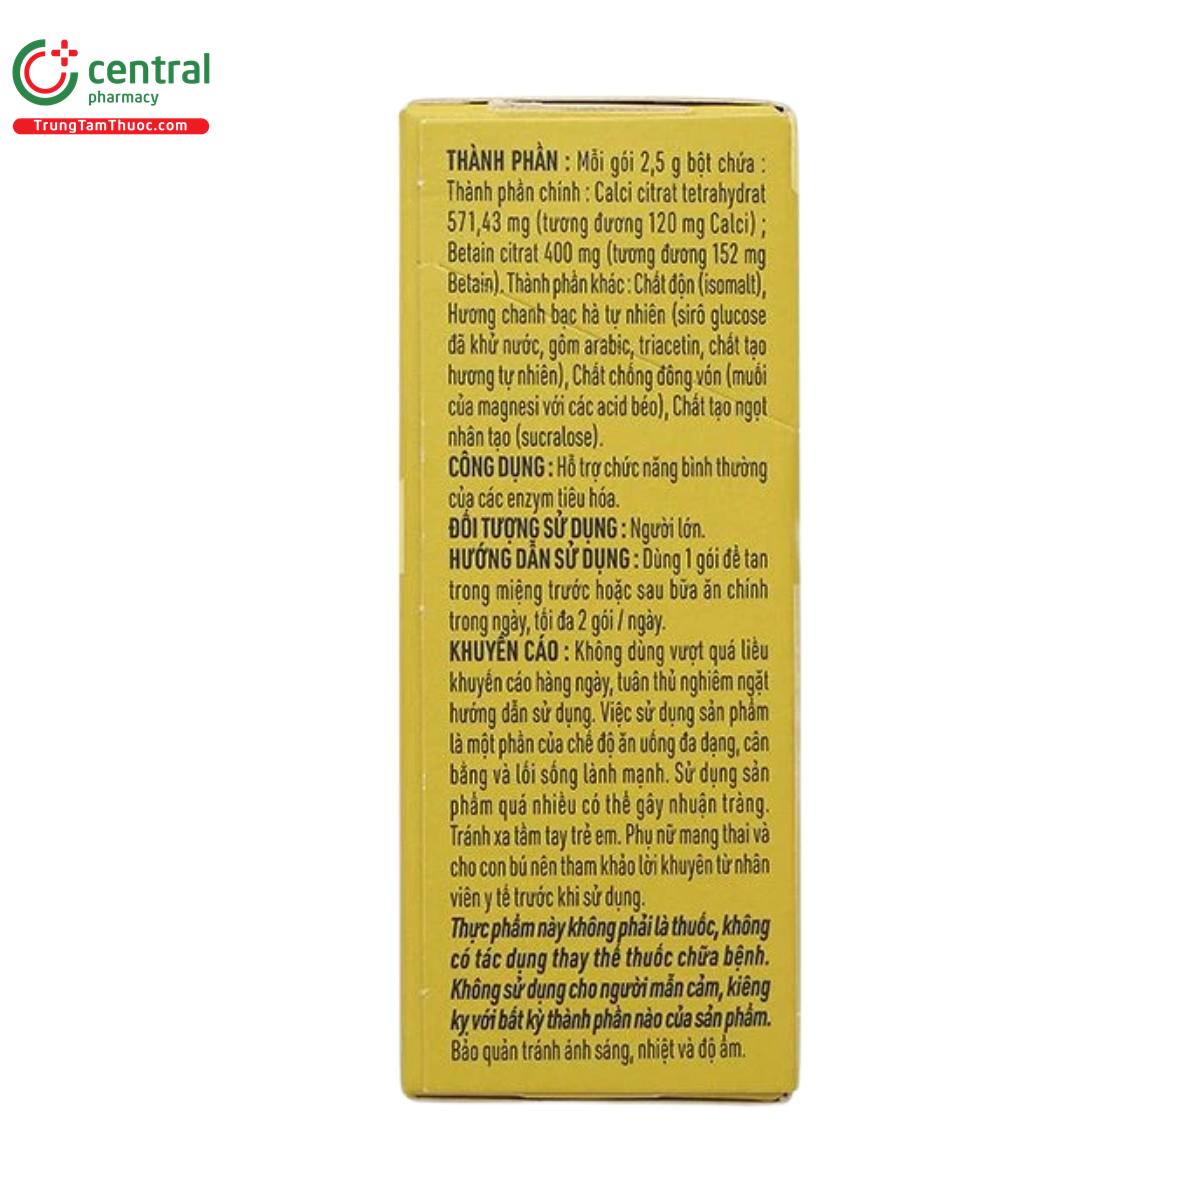 central
pharmacy
TrungTamThuoc.com
THÀNH PHẦN : Mỗi gói 2,5 g bột chứa :
Thành phần chính : Calci citrat tetrahydrat
571,43 mg (tương đương 120 mg Calci) ;
Betain citrat 400 mg (tương đương 152 mg
Betain). Thành phần khác : Chất độn (isomalt),
Hương chanh bạc hà tự nhiên (sirô glucose
đã khử nước, gôm arabic, triacetin, chất tạo
hương tự nhiên), Chất chống đông vón (muối
của magnesi với các acid béo), Chất tạo ngọt
nhân tạo (sucralose).
CÔNG DỤNG : Hỗ trợ chức năng bình thường
của các enzym tiêu hóa.
ĐỐI TƯỢNG SỬ DỤNG : Người lớn.
HƯỚNG DẪN SỬ DỤNG : Dùng 1 gói để tan
trong miệng trước hoặc sau bữa ăn chính
trong ngày, tối đa 2 gói / ngày.
KHUYẾN CÁO : Không dùng vượt quá liều
khuyến cáo hàng ngày, tuân thủ nghiêm ngặt
hướng dẫn sử dụng. Việc sử dụng sản phẩm
là một phần của chế độ ăn uống đa dạng, cân
bằng và lối sống lành mạnh. Sử dụng sản
phẩm quá nhiều có thể gây nhuận tràng.
Tránh xa tầm tay trẻ em. Phụ nữ mang thai và
cho con bú nên tham khảo lời khuyên từ nhân
viên y tế trước khi sử dụng.
Thực phẩm này không phải là thuốc, không
có tác dụng thay thế thuốc chữa bệnh.
Không sử dụng cho người mẫn cảm, kiêng
kỵ với bất kỳ thành phần nào của sản phẩm.
Bảo quản tránh ánh sáng, nhiệt và độ ẩm.